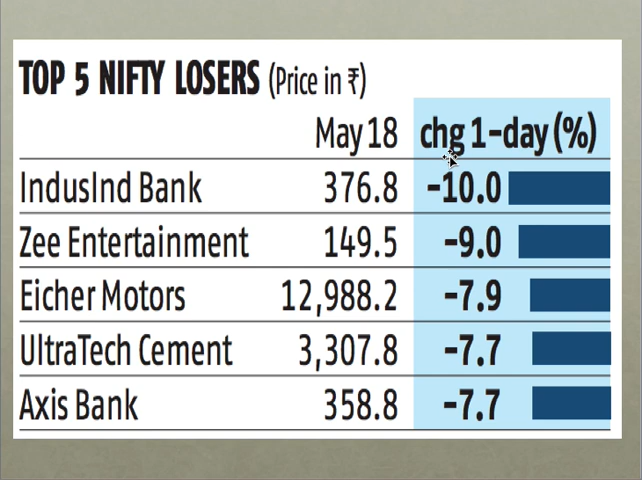 TOP 5 NIFTY LOSERS (Price in ₹)
May 18 chg 1-day (%)
IndusInd Bank 376.8 -10.0
Zee Entertainment 149.5 -9.0
Eicher Motors 12,988.2 -7.9
UltraTech Cement 3,307.8 -7.7
Axis Bank 358.8 -7.7